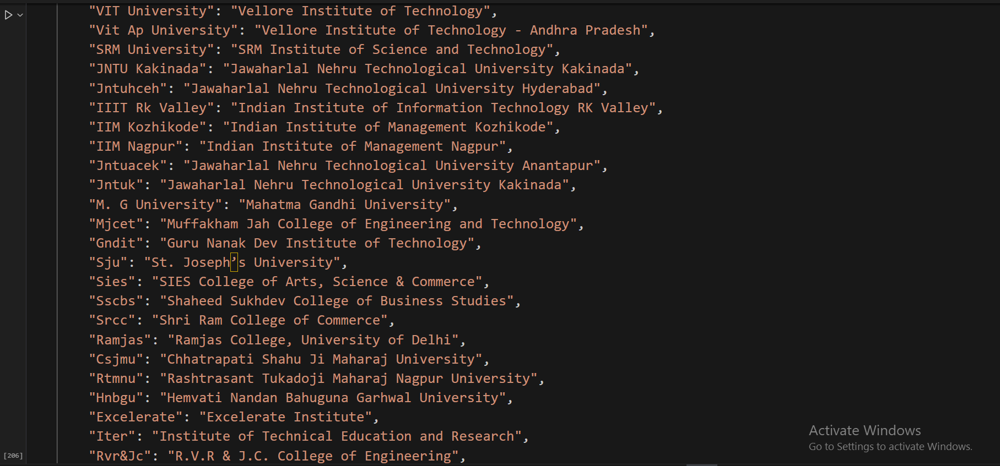 "VIT University": "Vellore Institute of Technology",
"Vit Ap University": "Vellore Institute of Technology - Andhra Pradesh",
"SRM University": "SRM Institute of Science and Technology",
"JNTU Kakinada": "Jawaharlal Nehru Technological University Kakinada",
"Jntuhceh": "Jawaharlal Nehru Technological University Hyderabad",
"IIIT Rk Valley": "Indian Institute of Information Technology RK Valley",
"IIM Kozhikode": "Indian Institute of Management Kozhikode",
"IIM Nagpur": "Indian Institute of Management Nagpur",
"Jntuacek": "Jawaharlal Nehru Technological University Anantapur",
"Jntuk": "Jawaharlal Nehru Technological University Kakinada",
"M. G University": "Mahatma Gandhi University",
"Mjcet": "Muffakham Jah College of Engineering and Technology",
"Gndit": "Guru Nanak Dev Institute of Technology",
"Sju": "St. Joseph’s University",
"Sies": "SIES College of Arts, Science & Commerce",
"Sscbs": "Shaheed Sukhdev College of Business Studies",
"Srcc": "Shri Ram College of Commerce",
"Ramjas": "Ramjas College, University of Delhi",
"Csjmu": "Chhatrapati Shahu Ji Maharaj University",
"Rtmnu": "Rashtrasant Tukadoji Maharaj Nagpur University",
"Hnbgu": "Hemvati Nandan Bahuguna Garhwal University",
"Excelerate": "Excelerate Institute",
"Iter": "Institute of Technical Education and Research",
"Rvr&Jc": "R.V.R & J.C. College of Engineering",
[206]
Activate Windows
Go to Settings to activate Windows.